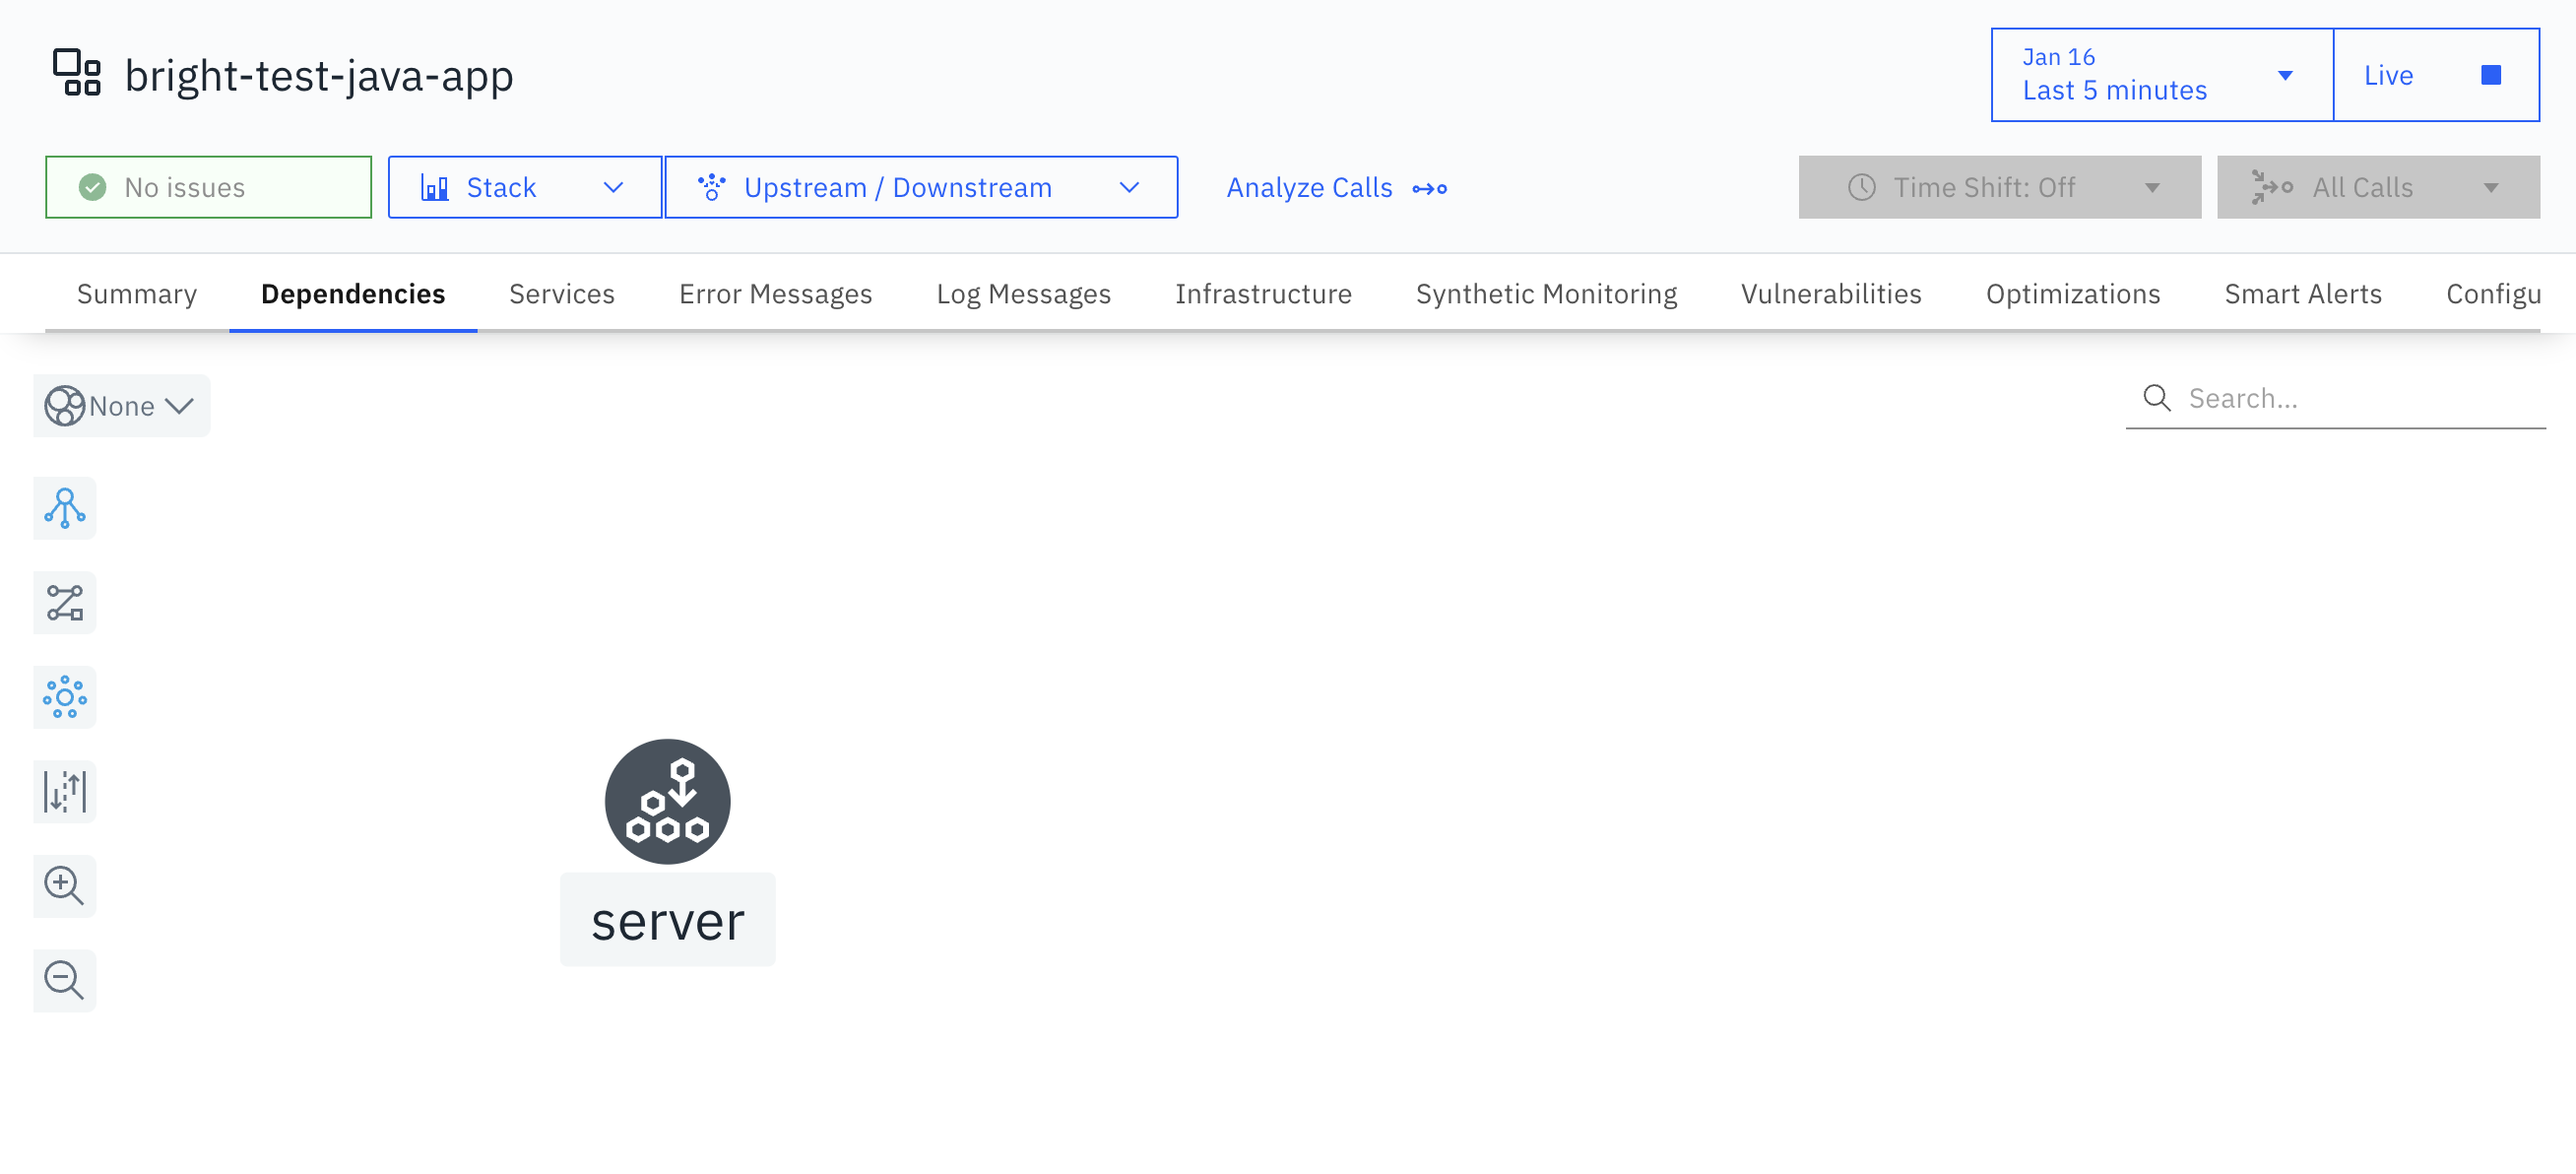 bright-test-java-app
Jan 16
Last 5 minutes
Live
No issues
Stack
Upstream / Downstream
Analyze Calls
Time Shift: Off
All Calls
Summary
Dependencies
Services
Error Messages
Log Messages
Infrastructure
Synthetic Monitoring
Vulnerabilities
Optimizations
Smart Alerts
Configu
None
Search...
server